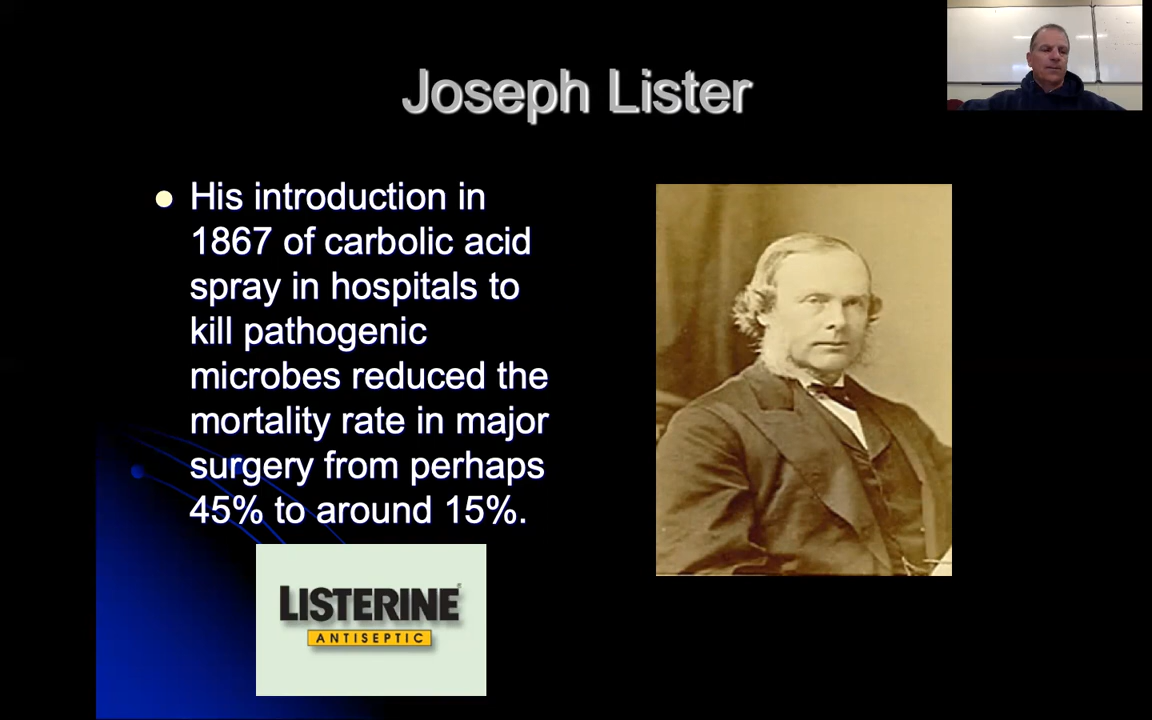 Joseph Lister
His introduction in
1867 of carbolic acid
spray in hospitals to
kill pathogenic
microbes reduced the
mortality rate in major
surgery from perhaps
45% to around 15%.
LISTERINE
ANTISEPTIC